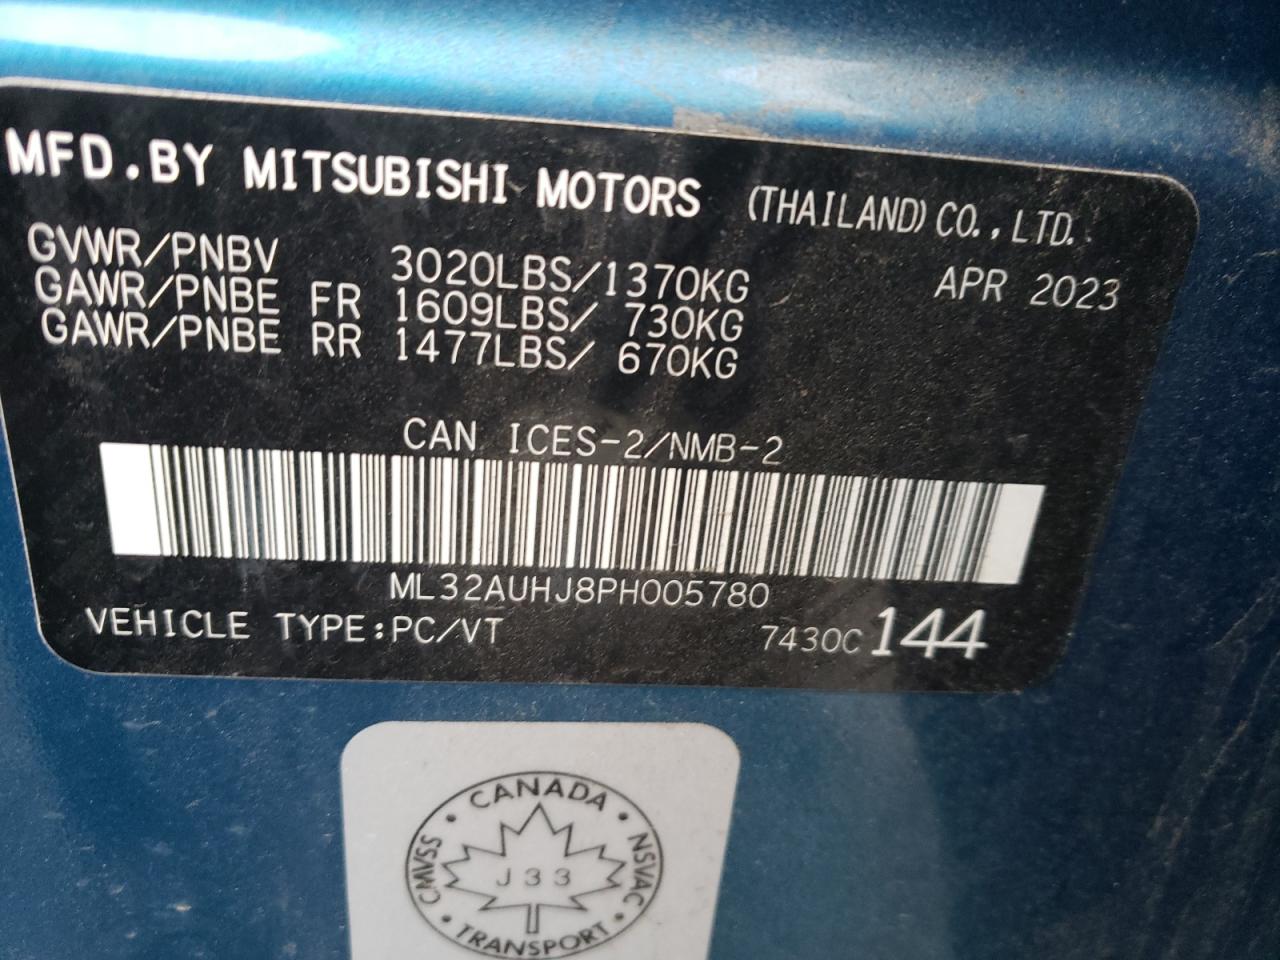 MFD.BY MITSUBISHI MOTORS (THAILAND) CO., LTD.
GVWR/PNBV 3020LBS/1370KG APR 2023
GAWR/PNBE FR 1609LBS/ 730KG
GAWR/PNBE RR 1477LBS/ 670KG
CAN ICES-2/NMB-2
ML32AUHJ8PH005780
VEHICLE TYPE:PC/VT 7430C 144
CANADA
CMVSS • NSVAC
J33
TRANSPORT